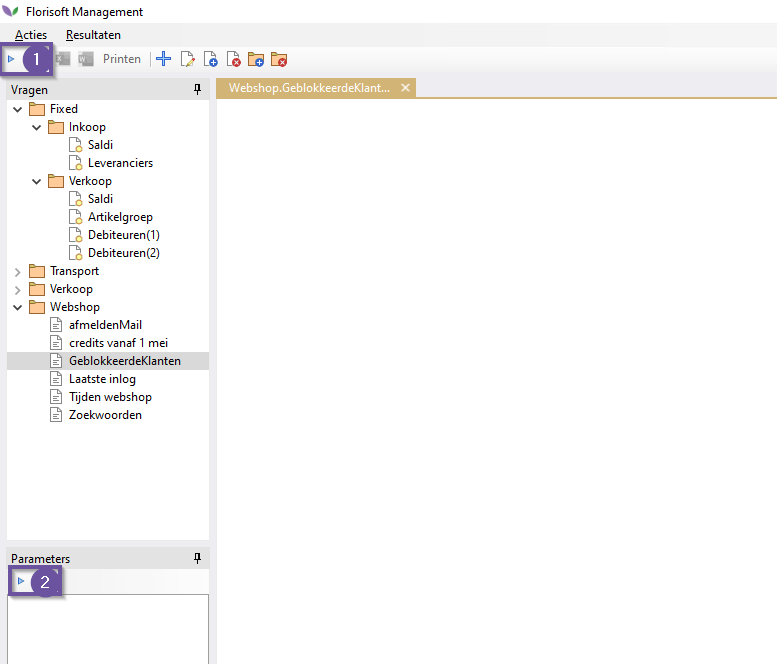 Florisoft Management
Acties Resultaten
1 X W Printen
Vragen
Webshop.GeblokkeerdeKlant...
Fixed
Inkoop
Saldi
Leveranciers
Verkoop
Saldi
Artikelgroep
Debiteuren(1)
Debiteuren(2)
Transport
Verkoop
Webshop
afmeldenMail
credits vanaf 1 mei
GeblokkeerdeKlanten
Laatste inlog
Tijden webshop
Zoekwoorden
Parameters
2